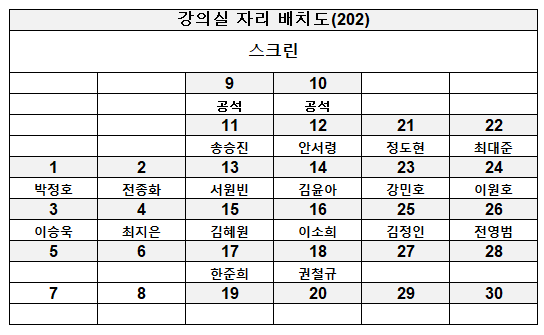 강의실 자리 배치도(202)
스크린
9 10
공석 공석
11 12 21 22
송승진 안서령 정도현 최대준
1 2 13 14 23 24
박정호 전종화 서원빈 김윤아 강민호 이원호
3 4 15 16 25 26
이승욱 최지은 김혜원 이소희 김정인 전영범
5 6 17 18 27 28
한준희 권철규
7 8 19 20 29 30